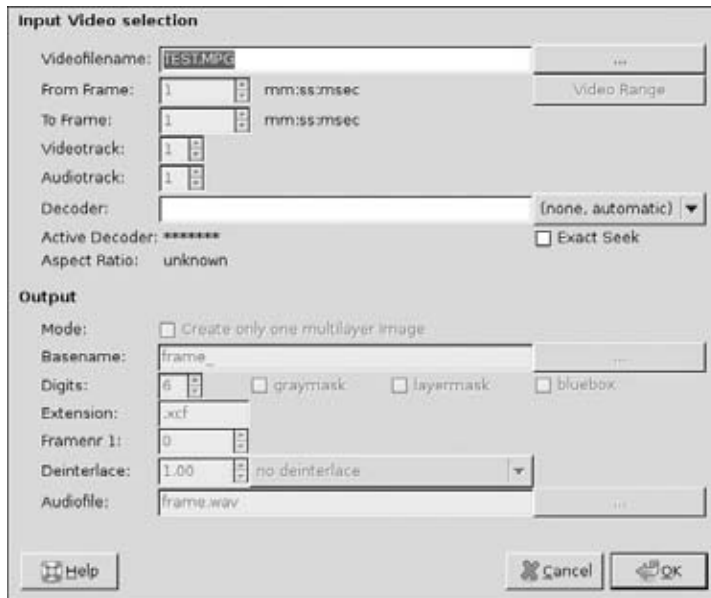 Input Video selection
Videofilename: TEST.MPG ...
From Frame: 1 mm:ss:msec Video Range
To Frame: 1 mm:ss:msec
Videotrack: 1
Audiotrack: 1
Decoder: (none, automatic)
Active Decoder: *******  Exact Seek
Aspect Ratio: unknown
Output
Mode: Create only one multilayer image
Basename: frame_ ...
Digits: 6 graymask layermask bluebox
Extension: .xcf
Framenr 1: 0
Deinterlace: 1.00 no deinterlace
Audiofile: frame.wav ...
Help Cancel OK